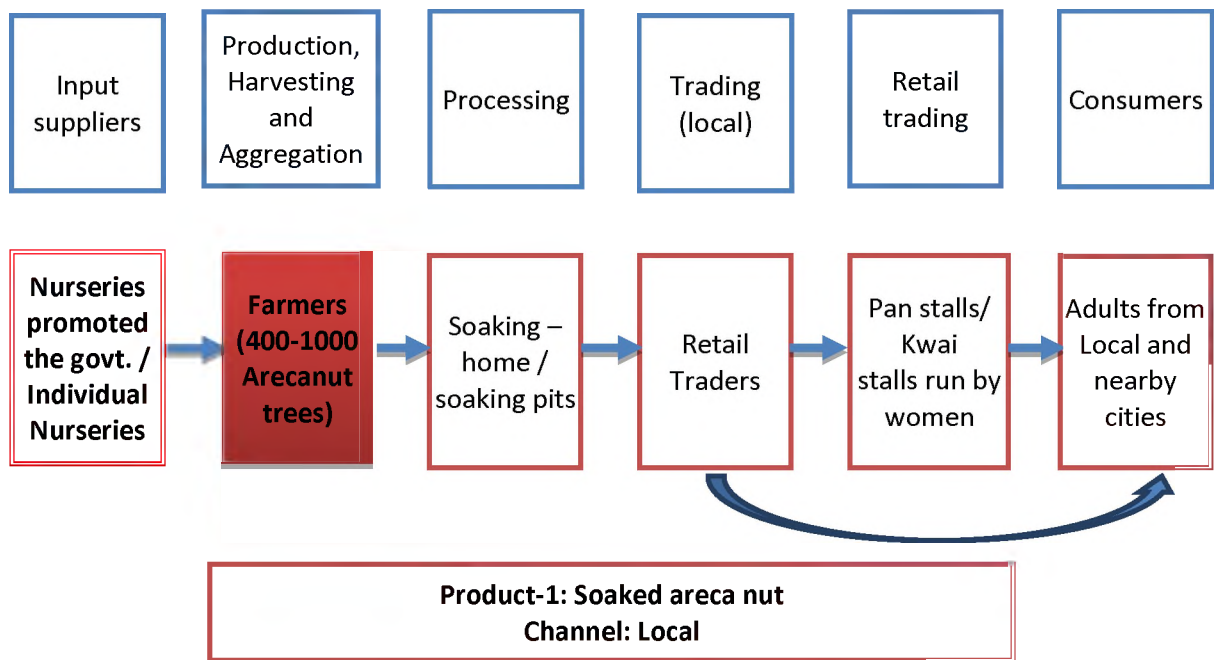 Input
suppliers
Production,
Harvesting
and
Aggregation
Processing
Trading
(local)
Retail
trading
Consumers
Nurseries
promoted
the govt. /
Individual
Nurseries
Farmers
(400-1000
Arecanut
trees)
Soaking –
home /
soaking pits
Retail
Traders
Pan stalls/
Kwai
stalls run by
women
Adults from
Local and
nearby
cities
Product-1: Soaked areca nut
Channel: Local